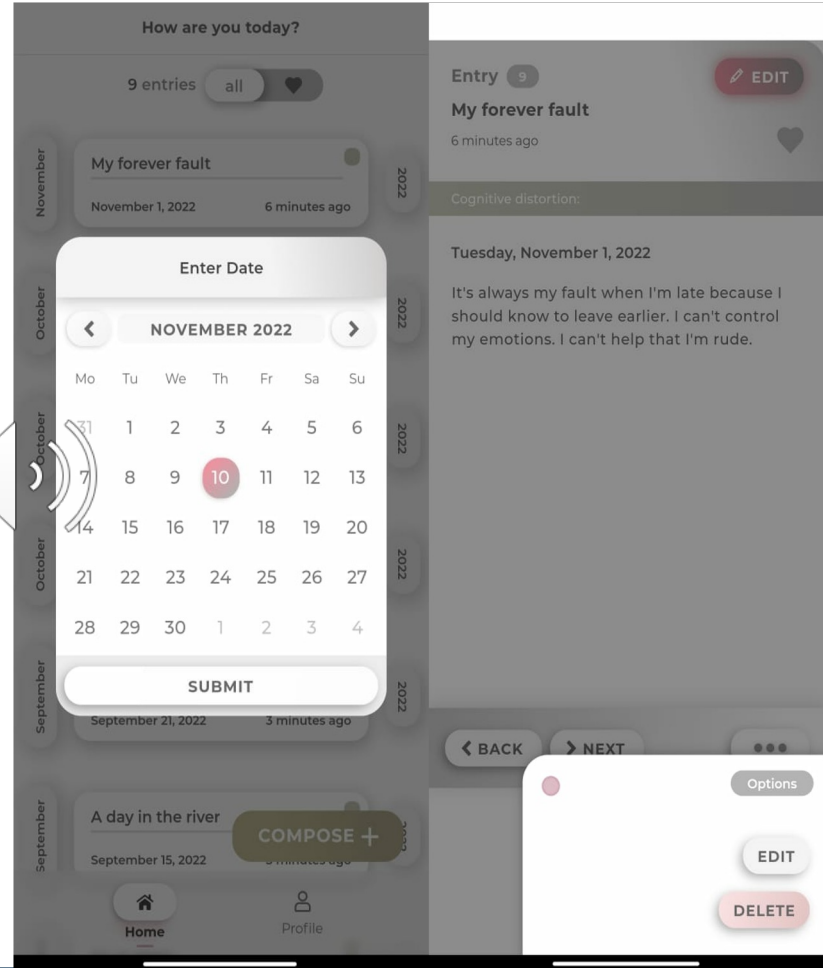 How are you today?
9 entries all
November
My forever fault
November 1, 2022 6 minutes ago
2022
October
2022
Enter Date
NOVEMBER 2022
Mo Tu We Th Fr Sa Su
31 1 2 3 4 5 6
7 8 9 10 11 12 13
14 15 16 17 18 19 20
21 22 23 24 25 26 27
28 29 30 1 2 3 4
SUBMIT
October
2022
October
2022
September
2022
September 21, 2022 3 minutes ago
September
A day in the river
September 15, 2022
COMPOSE +
Home
Profile
Entry 9
EDIT
My forever fault
6 minutes ago
Cognitive distortion:
Tuesday, November 1, 2022
It's always my fault when I'm late because I
should know to leave earlier. I can't control
my emotions. I can't help that I'm rude.
BACK
NEXT
Options
EDIT
DELETE